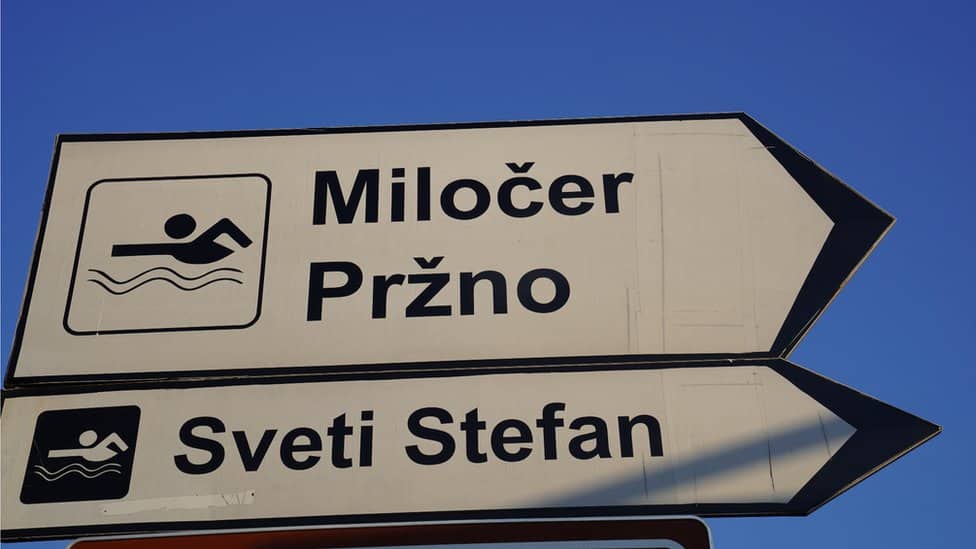 Miločer
Pržno
Sveti Stefan